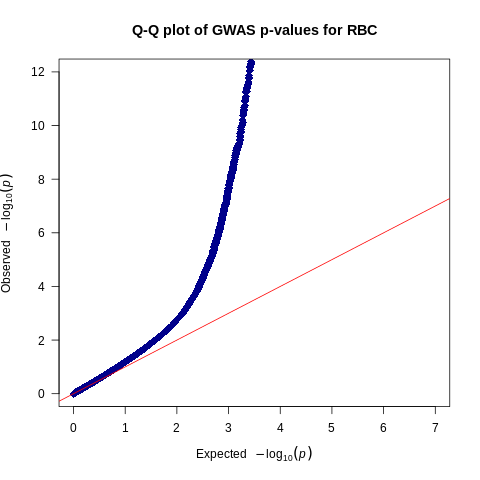 Q-Q plot of GWAS p-values for RBC
12
10
8
6
4
2
0
Observed −log₁₀(p)
0 1 2 3 4 5 6 7
Expected −log₁₀(p)